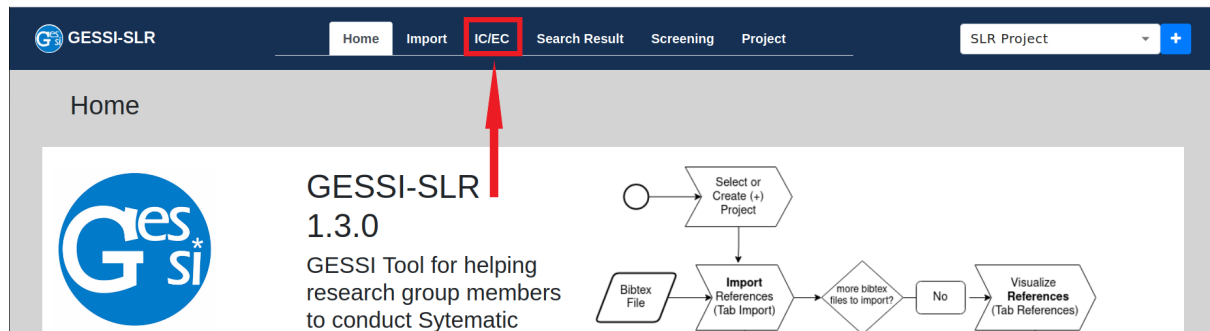 Ges si GESSI-SLR
Home Import IC/EC Search Result Screening Project
SLR Project
+
Home
Gessi*
GESSI-SLR
1.3.0
GESSI Tool for helping
research group members
to conduct Sytematic
Select or
Create (+)
Project
Bibtex
File
Import
References
(Tab Import)
more bibtex
files to import?
No
Visualize
References
(Tab References)